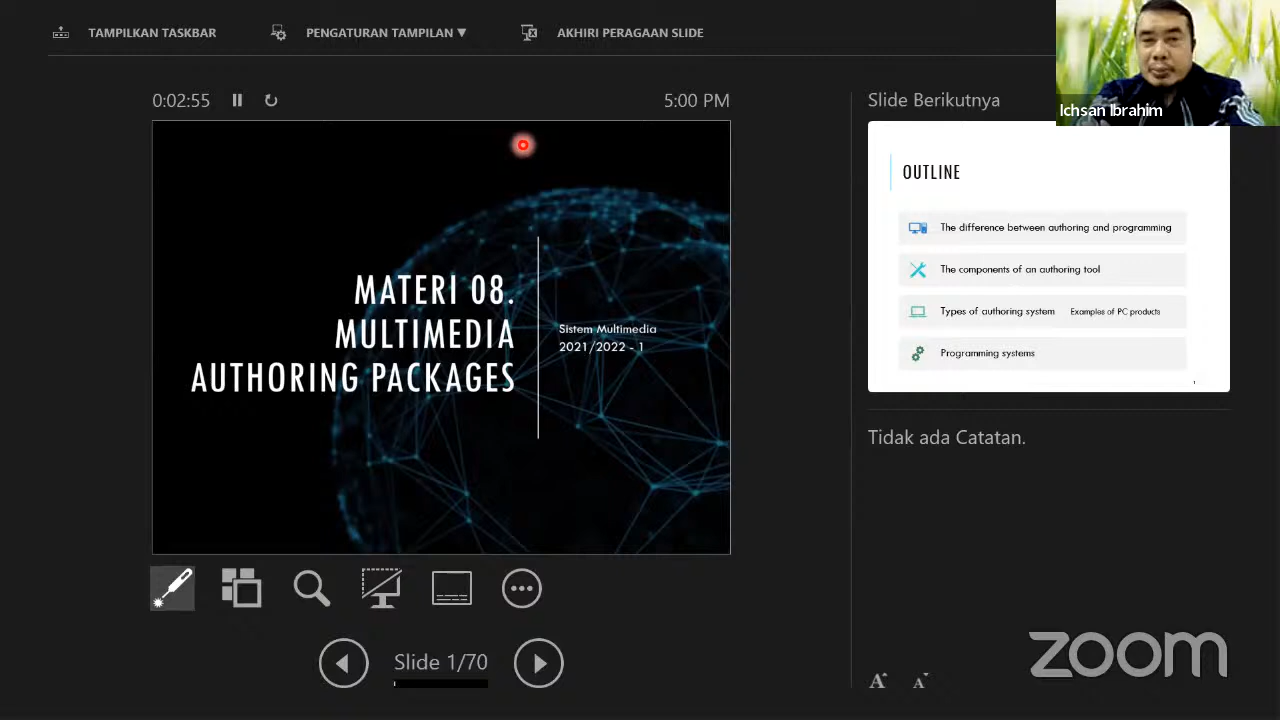 TAMPILKAN TASKBAR
PENGATURAN TAMPILAN ▼
AKHIRI PERAGAAN SLIDE
Ichsan Ibrahim
0:02:55
5:00 PM
MATERI 08.
MULTIMEDIA
AUTHORING PACKAGES
Sistem Multimedia
2021/2022 - 1
Slide 1/70
Slide Berikutnya
OUTLINE
The difference between authoring and programming
The components of an authoring tool
Types of authoring system Examples of PC products
Programming systems
Tidak ada Catatan.
A A
zoom